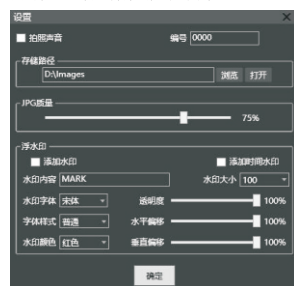 设置
拍照声音 编号 0000
存储路径
D:\Images 浏览 打开
JPG质量
75%
浮水印
添加水印 添加时间水印
水印内容 MARK 水印大小 100
水印字体 宋体 透明度 100%
字体样式 普通 水平偏移 100%
水印颜色 红色 垂直偏移 100%
确定